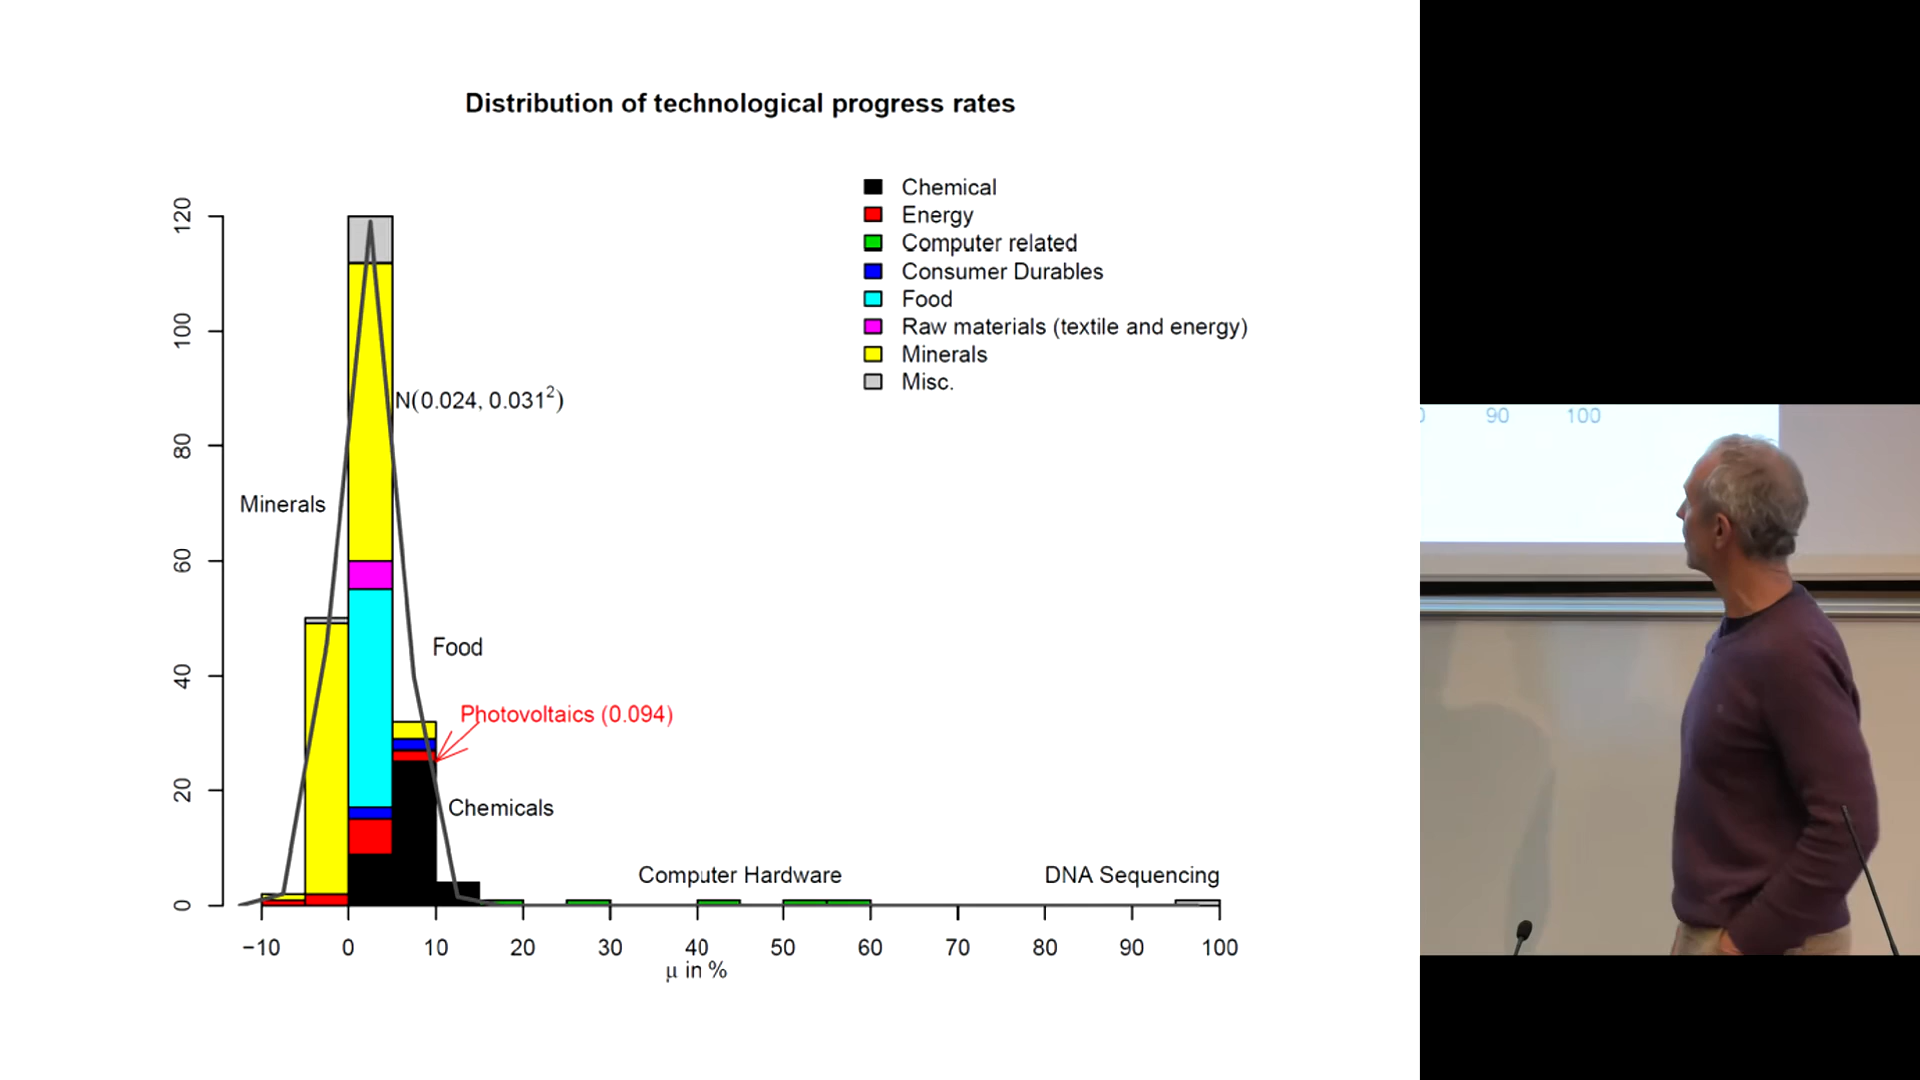 Distribution of technological progress rates
Chemical
Energy
Computer related
Consumer Durables
Food
Raw materials (textile and energy)
Minerals
Misc.
120
100
80
60
40
20
0
N(0.024, 0.031²)
Minerals
Food
Photovoltaics (0.094)
Chemicals
Computer Hardware
DNA Sequencing
−10 0 10 20 30 40 50 60 70 80 90 100
μ in %
90 100